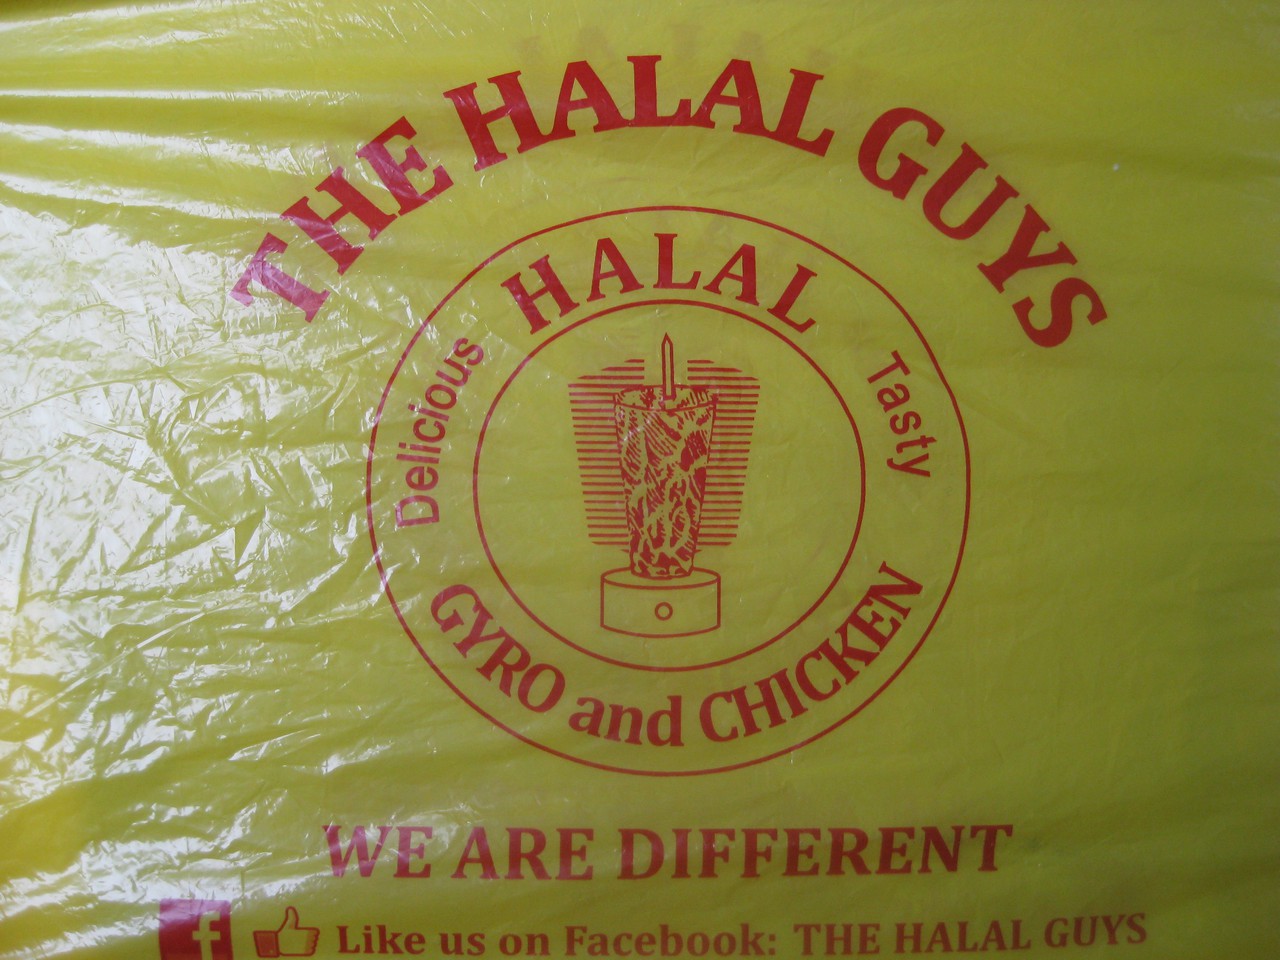 THE HALAL GUYS
HALAL
Delicious
Tasty
GYRO and CHICKEN
WE ARE DIFFERENT
f Like us on Facebook: THE HALAL GUYS